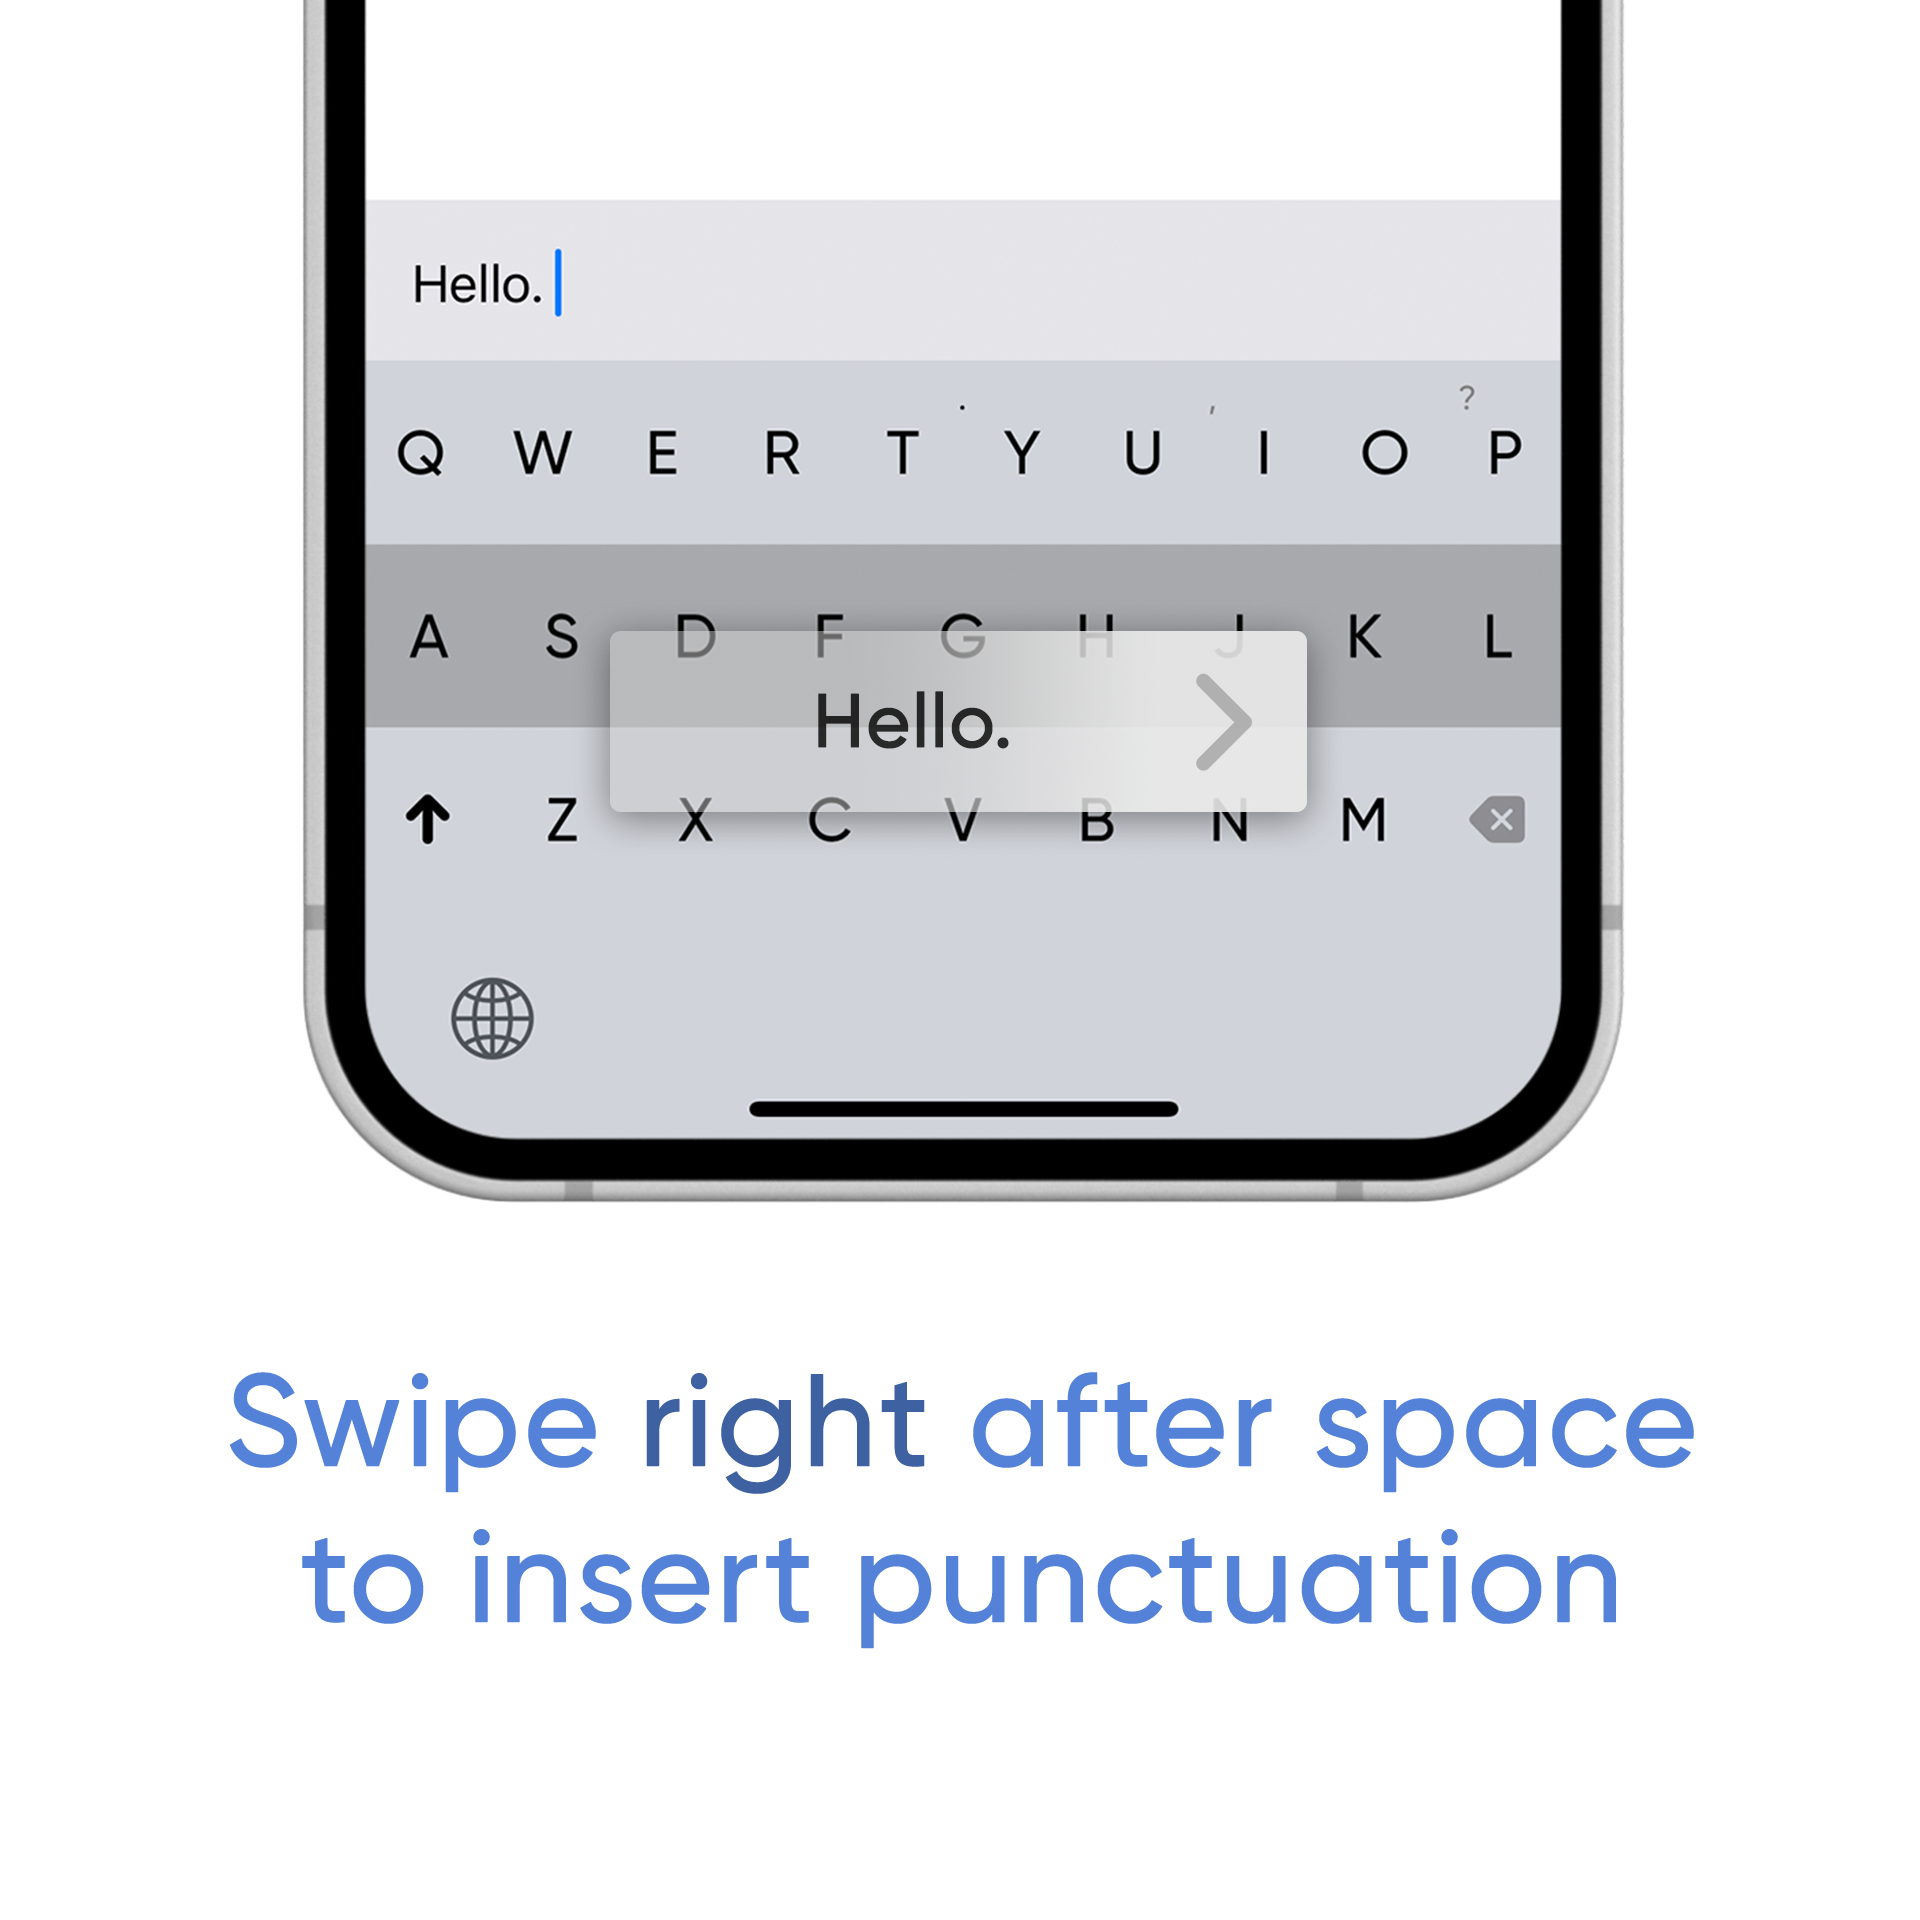 Hello.
. , ?
Q W E R T Y U I O P
A S D F G H J K L
Hello.
Z X C V B N M
Swipe right after space
to insert punctuation